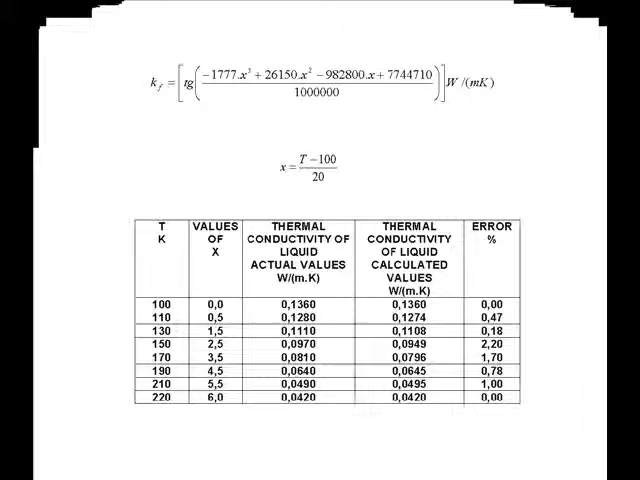 k_f = [tg((-1777.x³ + 26150.x² - 982800.x + 7744710)/1000000)] W /(mK)
x = (T - 100)/20
T K | VALUES OF X | THERMAL CONDUCTIVITY OF LIQUID ACTUAL VALUES W/(m.K) | THERMAL CONDUCTIVITY OF LIQUID CALCULATED VALUES W/(m.K) | ERROR %
100 0,0 0,1360 0,1360 0,00
110 0,5 0,1280 0,1274 0,47
130 1,5 0,1110 0,1108 0,18
150 2,5 0,0970 0,0949 2,20
170 3,5 0,0810 0,0796 1,70
190 4,5 0,0640 0,0645 0,78
210 5,5 0,0490 0,0495 1,00
220 6,0 0,0420 0,0420 0,00